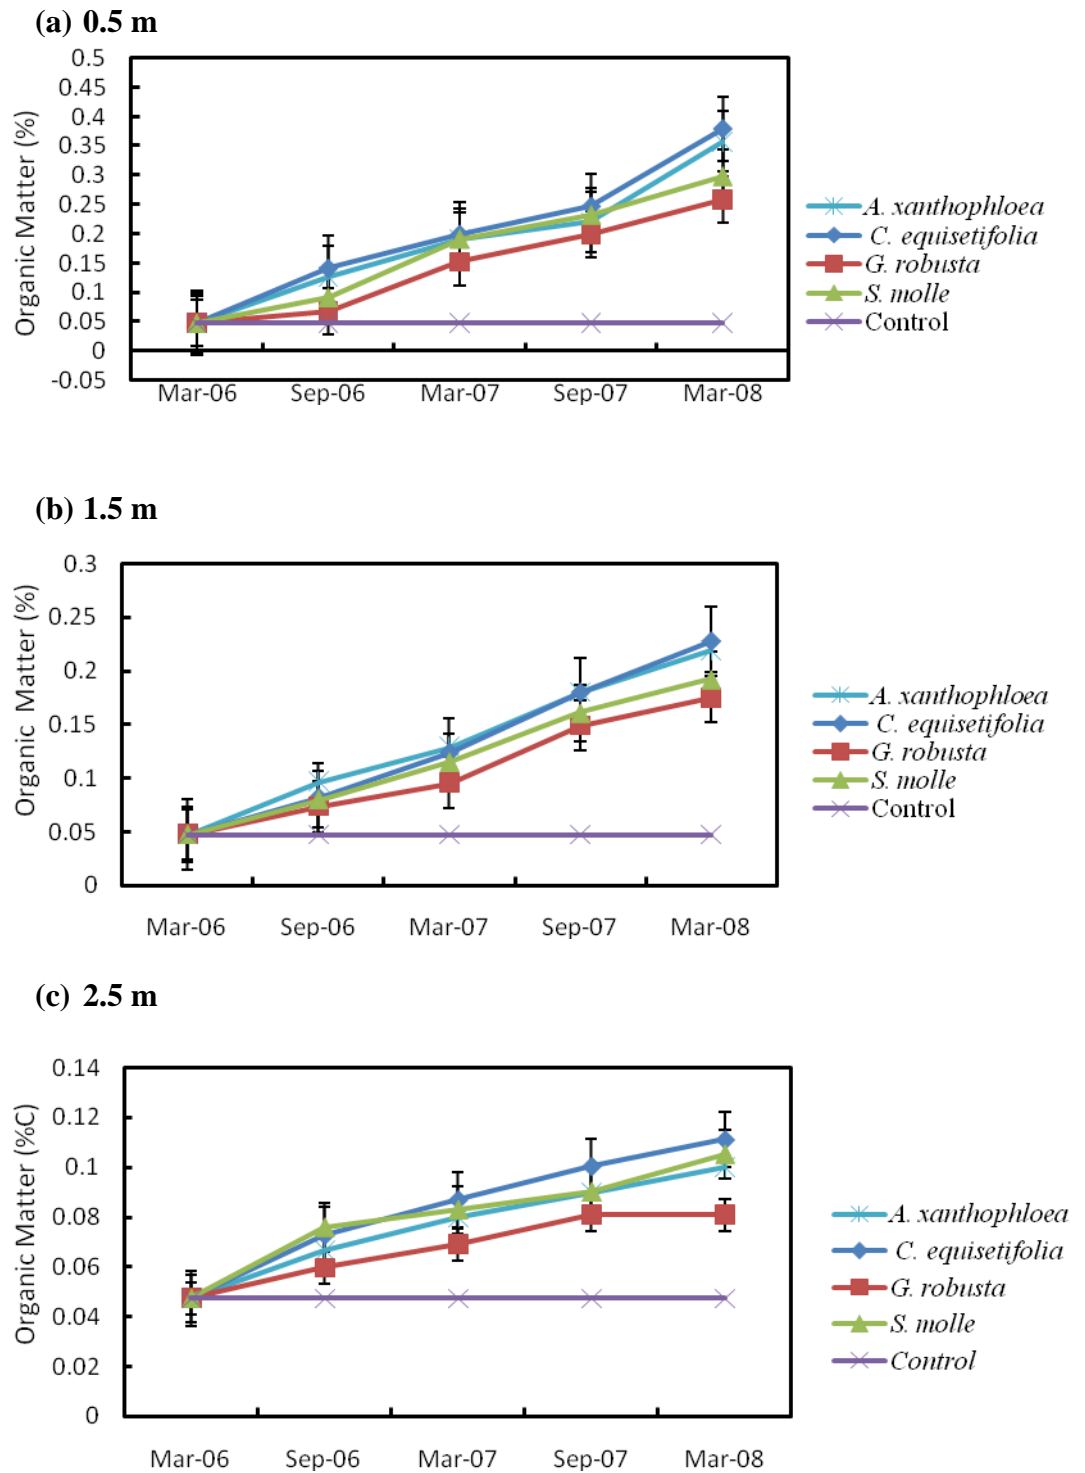 (a) 0.5 m
Organic Matter (%)
0.5
0.45
0.4
0.35
0.3
0.25
0.2
0.15
0.1
0.05
0
-0.05
Mar-06 Sep-06 Mar-07 Sep-07 Mar-08
A. xanthophloea
C. equisetifolia
G. robusta
S. molle
Control
(b) 1.5 m
Organic Matter (%)
0.3
0.25
0.2
0.15
0.1
0.05
0
Mar-06 Sep-06 Mar-07 Sep-07 Mar-08
A. xanthophloea
C. equisetifolia
G. robusta
S. molle
Control
(c) 2.5 m
Organic Matter (%C)
0.14
0.12
0.1
0.08
0.06
0.04
0.02
0
Mar-06 Sep-06 Mar-07 Sep-07 Mar-08
A. xanthophloea
C. equisetifolia
G. robusta
S. molle
Control